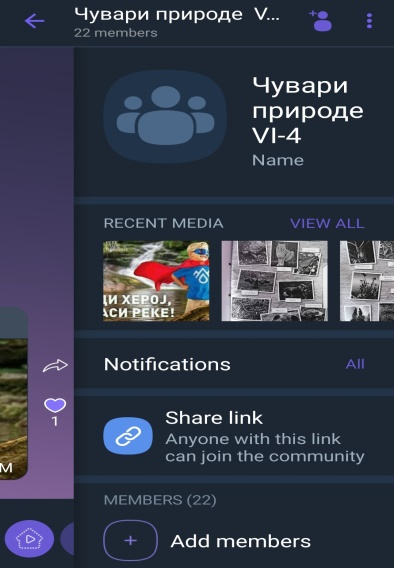 Чувари природе V...
22 members
Чувари
природе
VI-4
Name
RECENT MEDIA
VIEW ALL
ДИ ХЕРОЈ,
АСИ РЕКЕ!
Notifications
All
1
Share link
Anyone with this link
can join the community
М
MEMBERS (22)
+
Add members